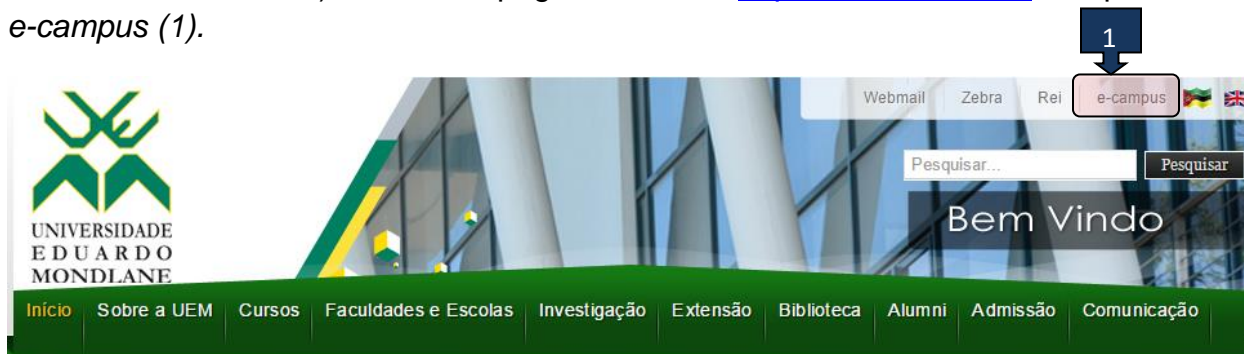 e-campus (1).
1
Webmail Zebra Rei e-campus
Pesquisar... Pesquisar
Bem Vindo
UNIVERSIDADE
EDUARDO
MONDLANE
Início Sobre a UEM Cursos Faculdades e Escolas Investigação Extensão Biblioteca Alumni Admissão Comunicação